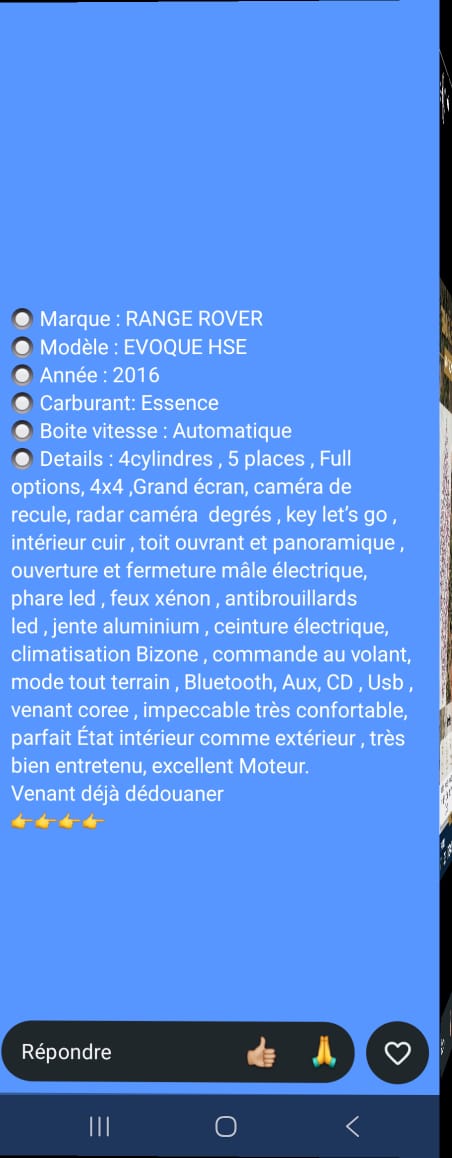 🔘 Marque : RANGE ROVER
🔘 Modèle : EVOQUE HSE
🔘 Année : 2016
🔘 Carburant: Essence
🔘 Boite vitesse : Automatique
🔘 Details : 4cylindres , 5 places , Full
options, 4x4 ,Grand écran, caméra de
recule, radar caméra  degrés , key let's go ,
intérieur cuir , toit ouvrant et panoramique ,
ouverture et fermeture mâle électrique,
phare led , feux xénon , antibrouillards
led , jente aluminium , ceinture électrique,
climatisation Bizone , commande au volant,
mode tout terrain , Bluetooth, Aux, CD , Usb ,
venant coree , impeccable très confortable,
parfait État intérieur comme extérieur , très
bien entretenu, excellent Moteur.
Venant déjà dédouaner
👉👉👉👉
Répondre 👍🏽 🙏